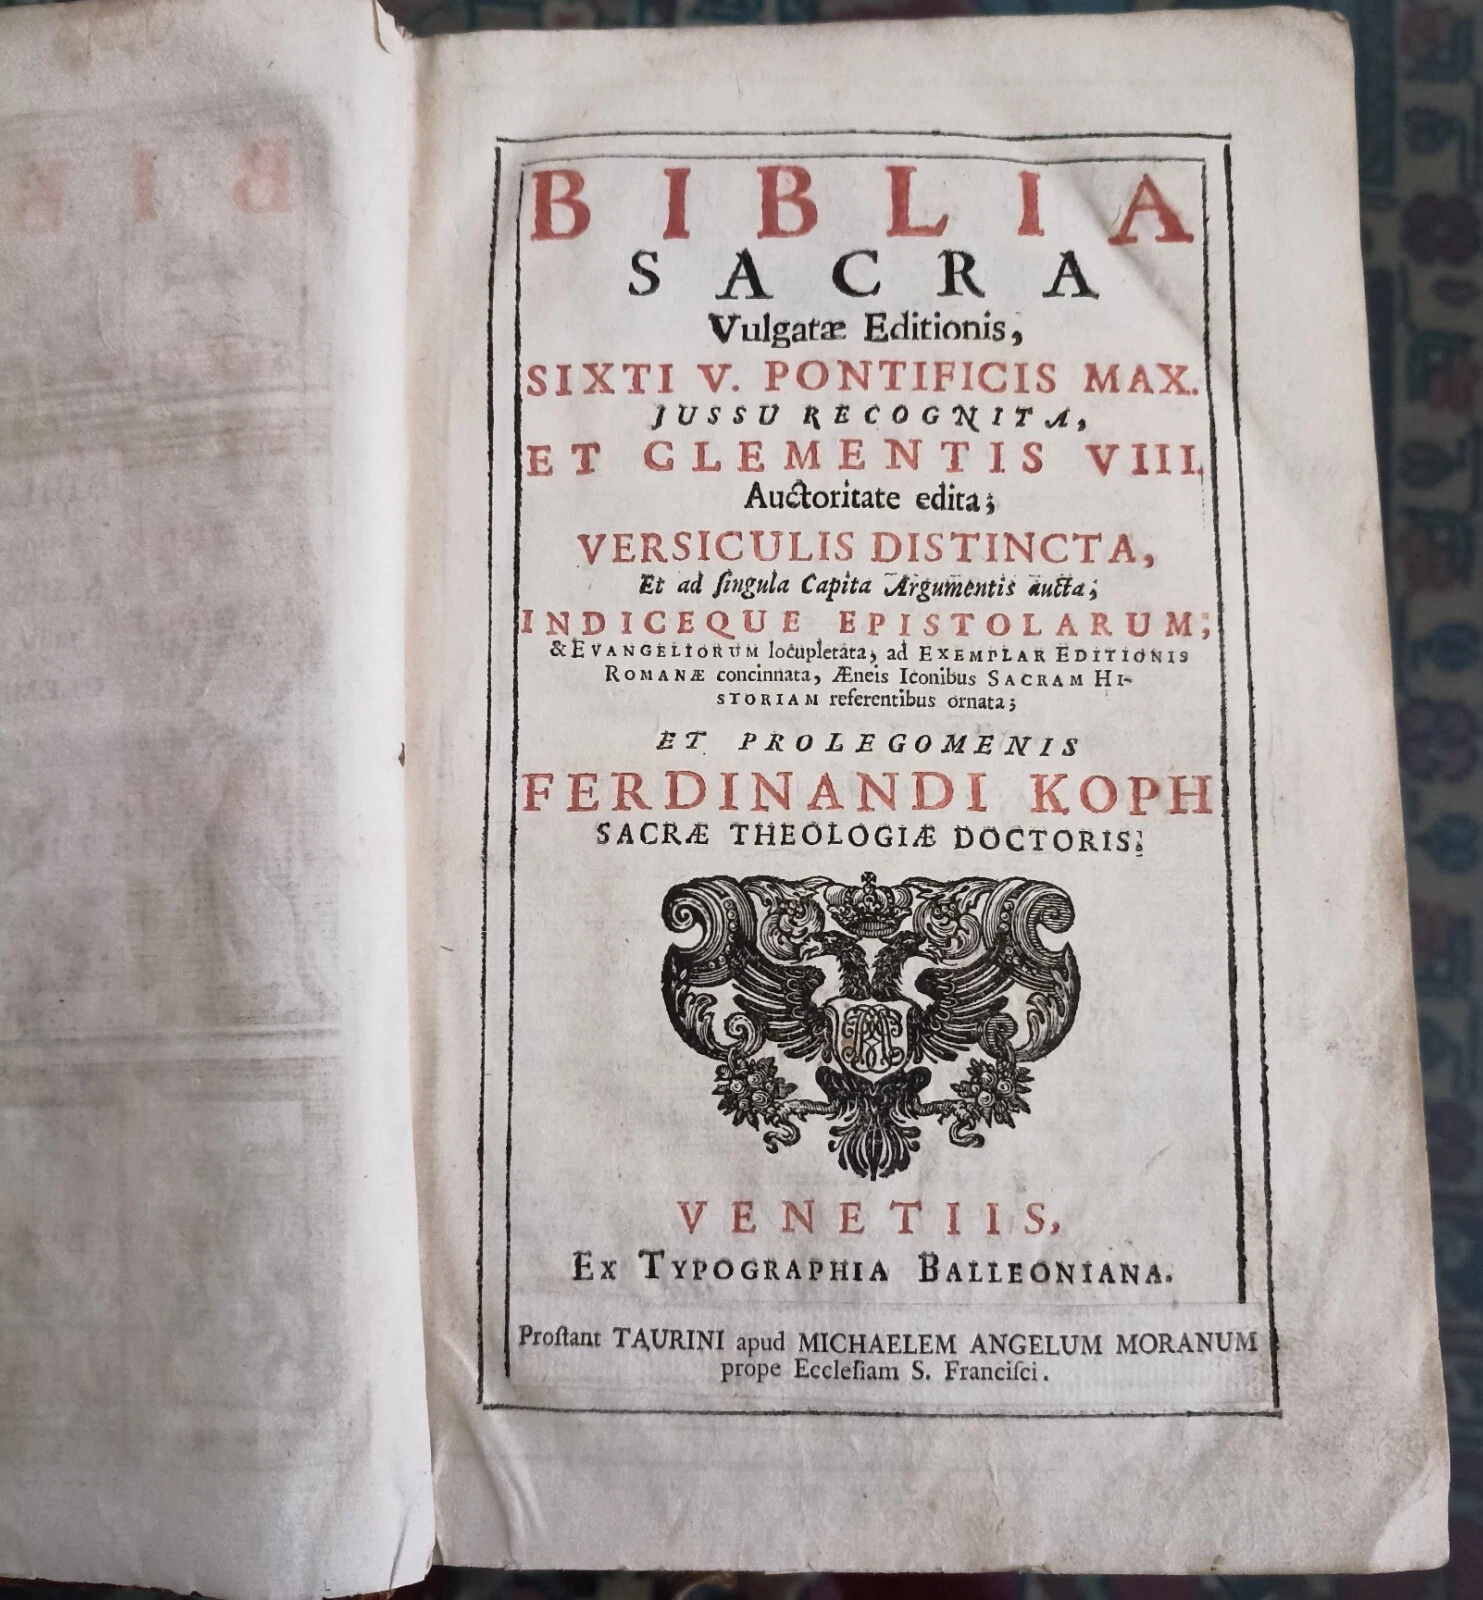 BIBLIA
SACRA
Vulgatæ Editionis,
SIXTI V. PONTIFICIS MAX.
JUSSU RECOGNITA,
ET CLEMENTIS VIII.
Auctoritate edita;
VERSICULIS DISTINCTA,
Et ad ſingula Capita Argumentis aucta;
INDICEQUE EPISTOLARUM,
& EVANGELIORUM locupletata, ad EXEMPLAR EDITIONIS
ROMANÆ concinnata, Æneis Iconibus SACRAM HI-
STORIAM referentibus ornata;
ET PROLEGOMENIS
FERDINANDI KOPH
SACRÆ THEOLOGIÆ DOCTORIS.
VENETIIS,
EX TYPOGRAPHIA BALLEONIANA.
Proſtant TAURINI apud MICHAELEM ANGELUM MORANUM
prope Eccleſiam S. Franciſci.